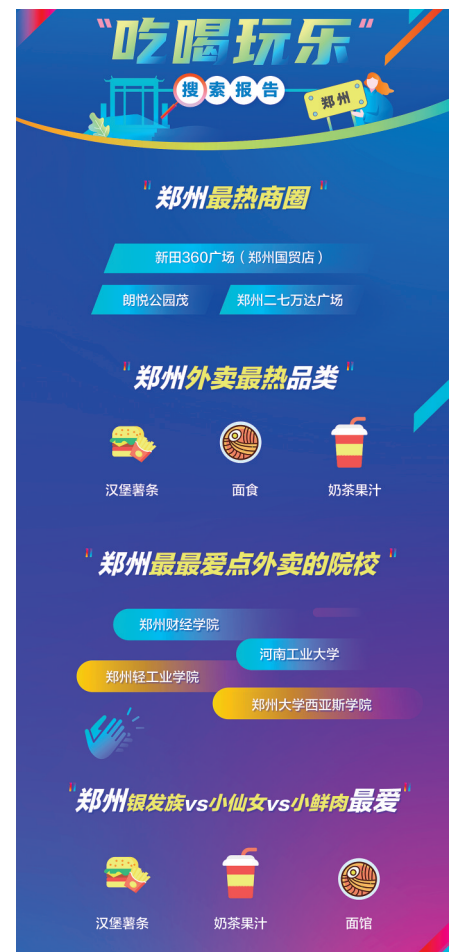 “吃喝玩乐”
搜索报告
郑州
"郑州最热商圈"
新田360广场（郑州国贸店）
朗悦公园茂 郑州二七万达广场
"郑州外卖最热品类"
汉堡薯条 面食 奶茶果汁
"郑州最最爱点外卖的院校"
郑州财经学院
河南工业大学
郑州轻工业学院
郑州大学西亚斯学院
"郑州银发族vs小仙女vs小鲜肉最爱"
汉堡薯条 奶茶果汁 面馆